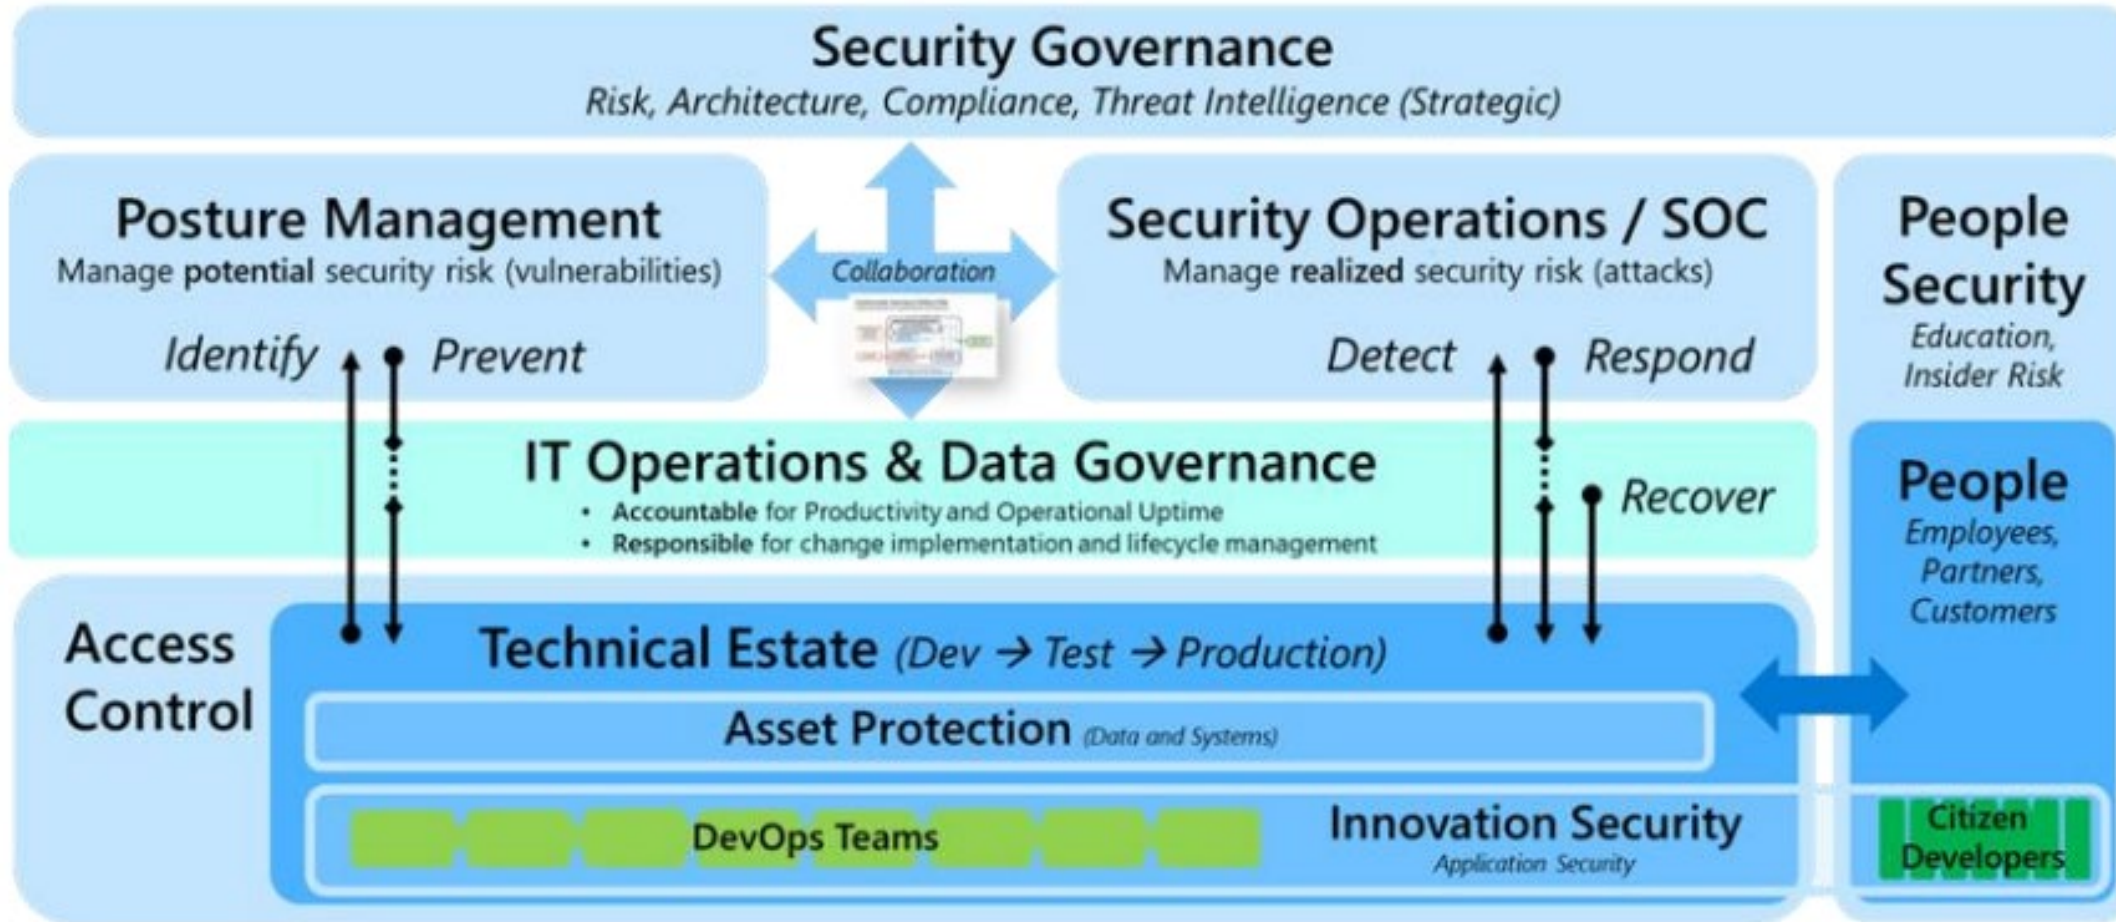 Security Governance
Risk, Architecture, Compliance, Threat Intelligence (Strategic)
Posture Management
Manage potential security risk (vulnerabilities)
Identify
Prevent
Collaboration
Security Operations / SOC
Manage realized security risk (attacks)
Detect
Respond
People
Security
Education,
Insider Risk
IT Operations & Data Governance
• Accountable for Productivity and Operational Uptime
• Responsible for change implementation and lifecycle management
Recover
People
Employees,
Partners,
Customers
Access
Control
Technical Estate (Dev → Test → Production)
Asset Protection (Data and Systems)
DevOps Teams
Innovation Security
Application Security
Citizen
Developers